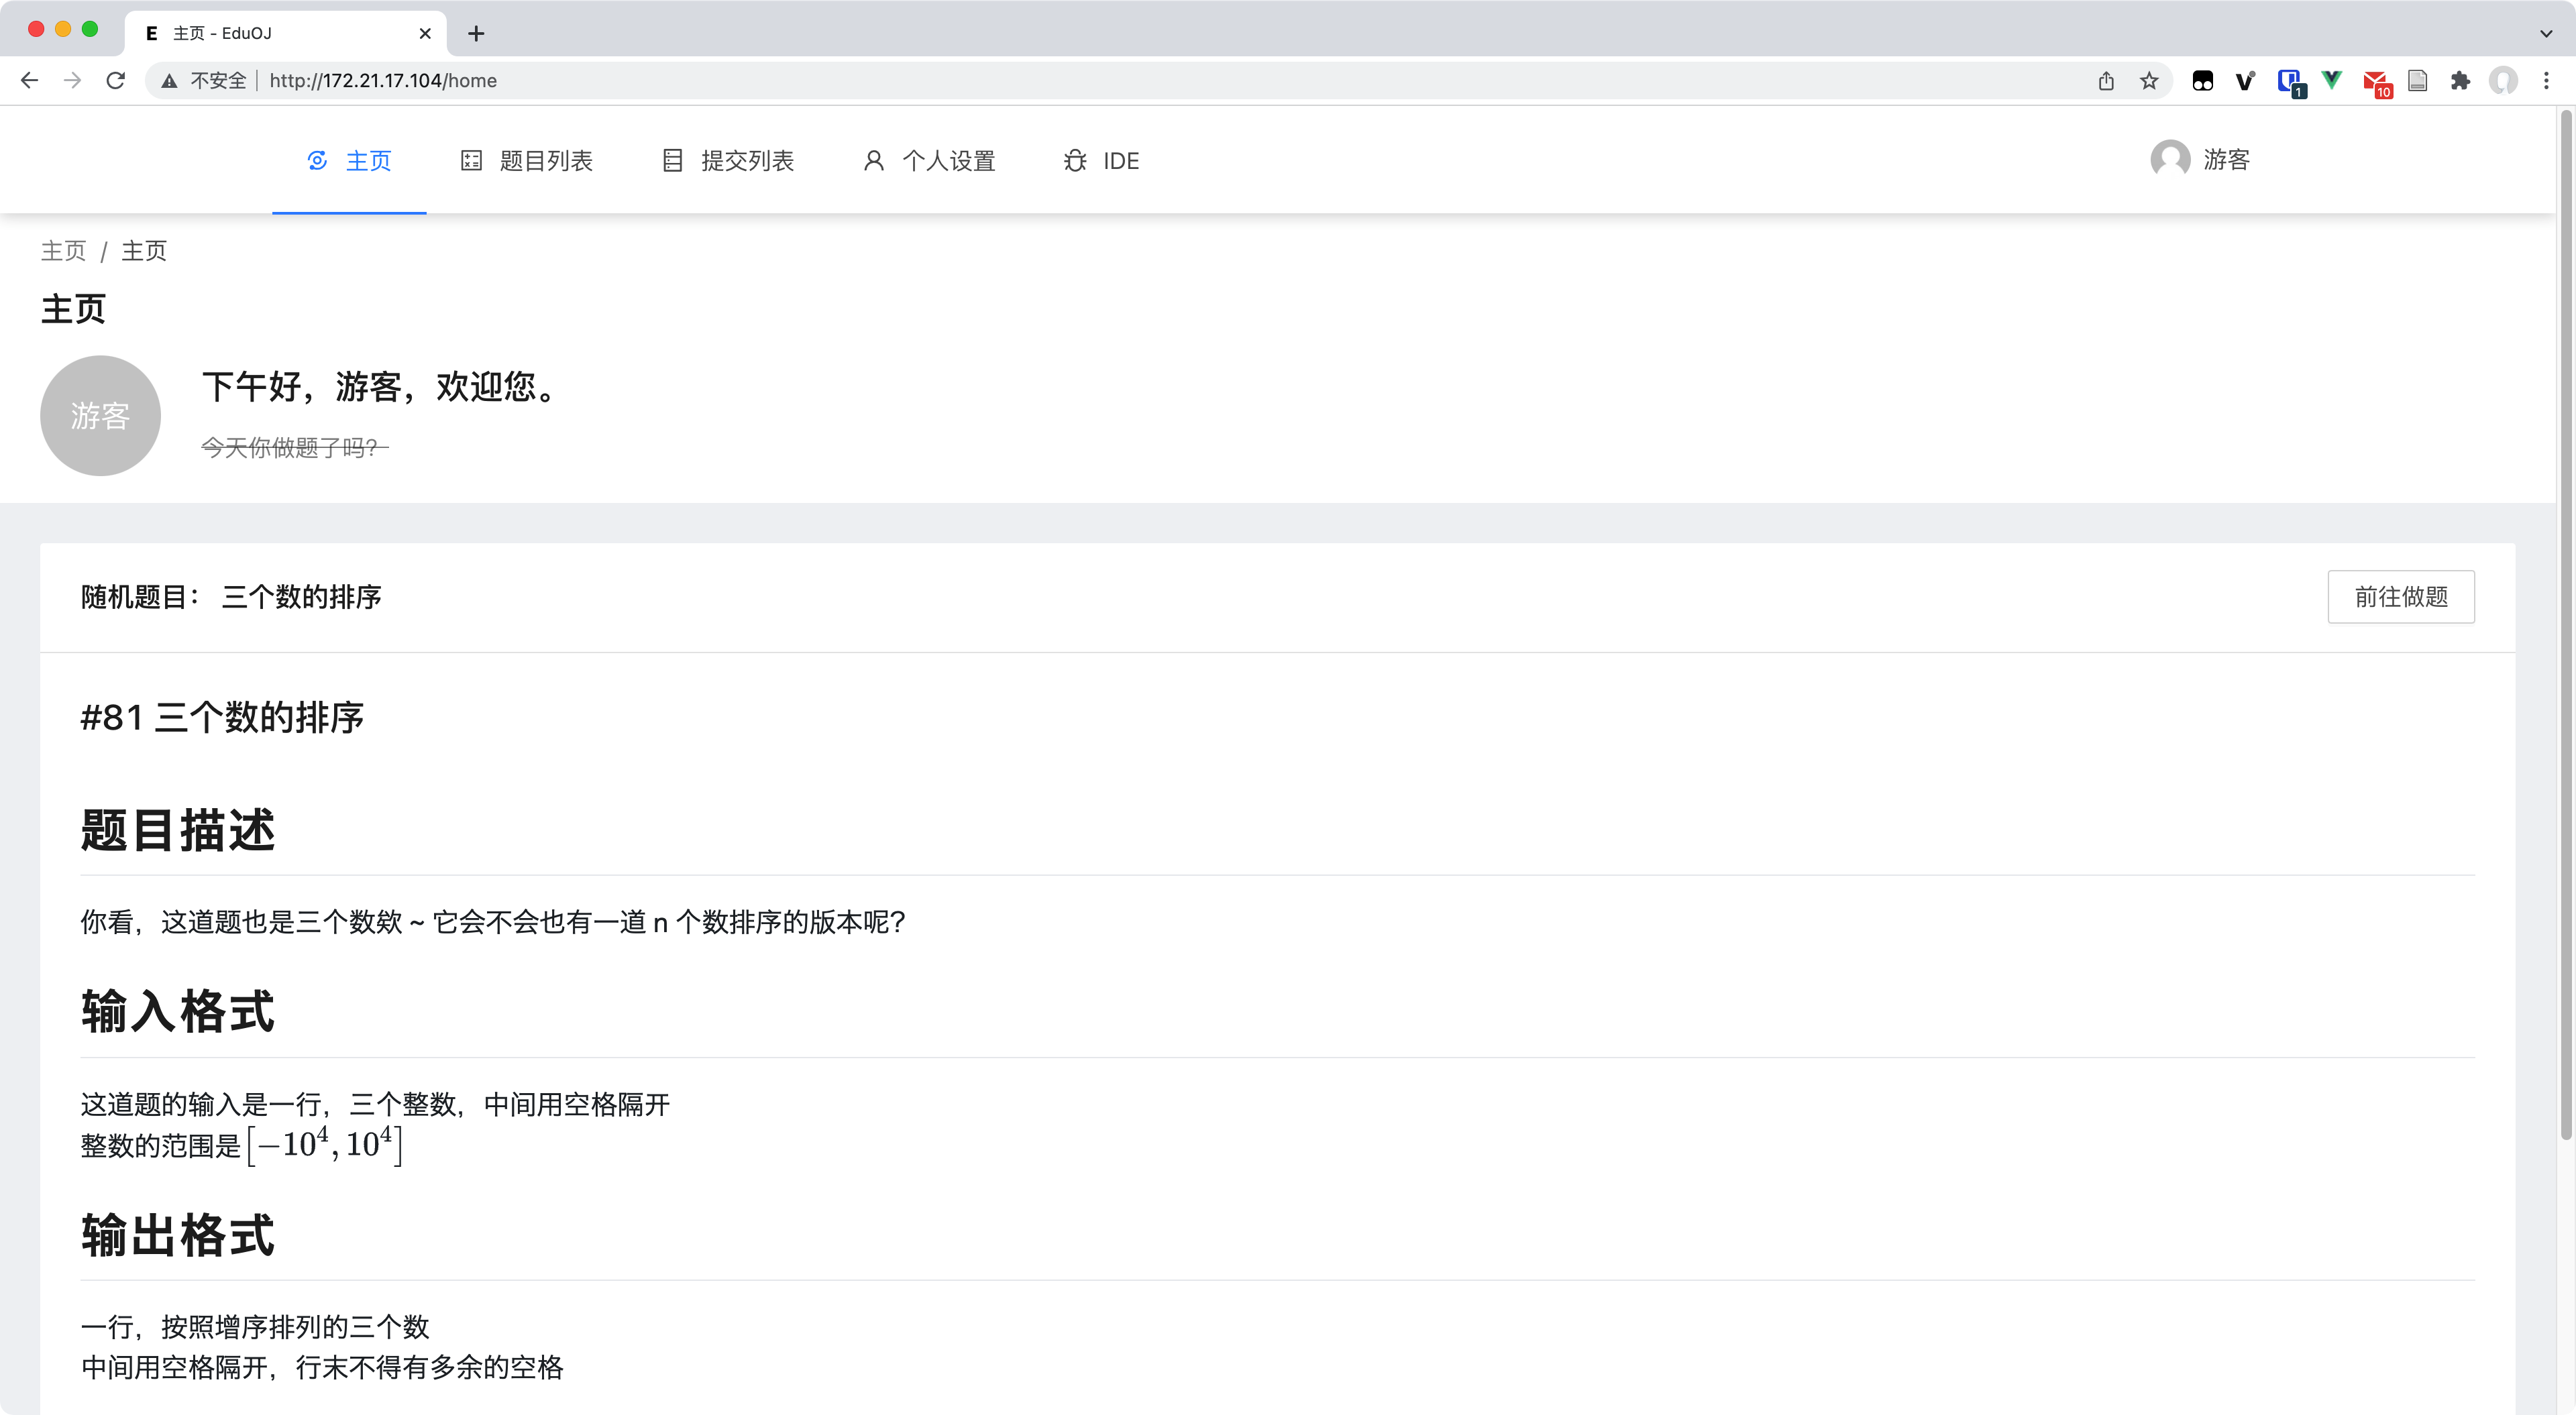 E 主页 - EduOJ
不安全 http://172.21.17.104/home
1
10
主页 题目列表 提交列表 个人设置 IDE 游客
主页 / 主页
主页
游客
下午好，游客，欢迎您。
今天你做题了吗？
随机题目： 三个数的排序 前往做题
#81 三个数的排序
题目描述
你看，这道题也是三个数欸 ~ 它会不会也有一道 n 个数排序的版本呢？
输入格式
这道题的输入是一行，三个整数，中间用空格隔开
整数的范围是[−10⁴, 10⁴]
输出格式
一行，按照增序排列的三个数
中间用空格隔开，行末不得有多余的空格